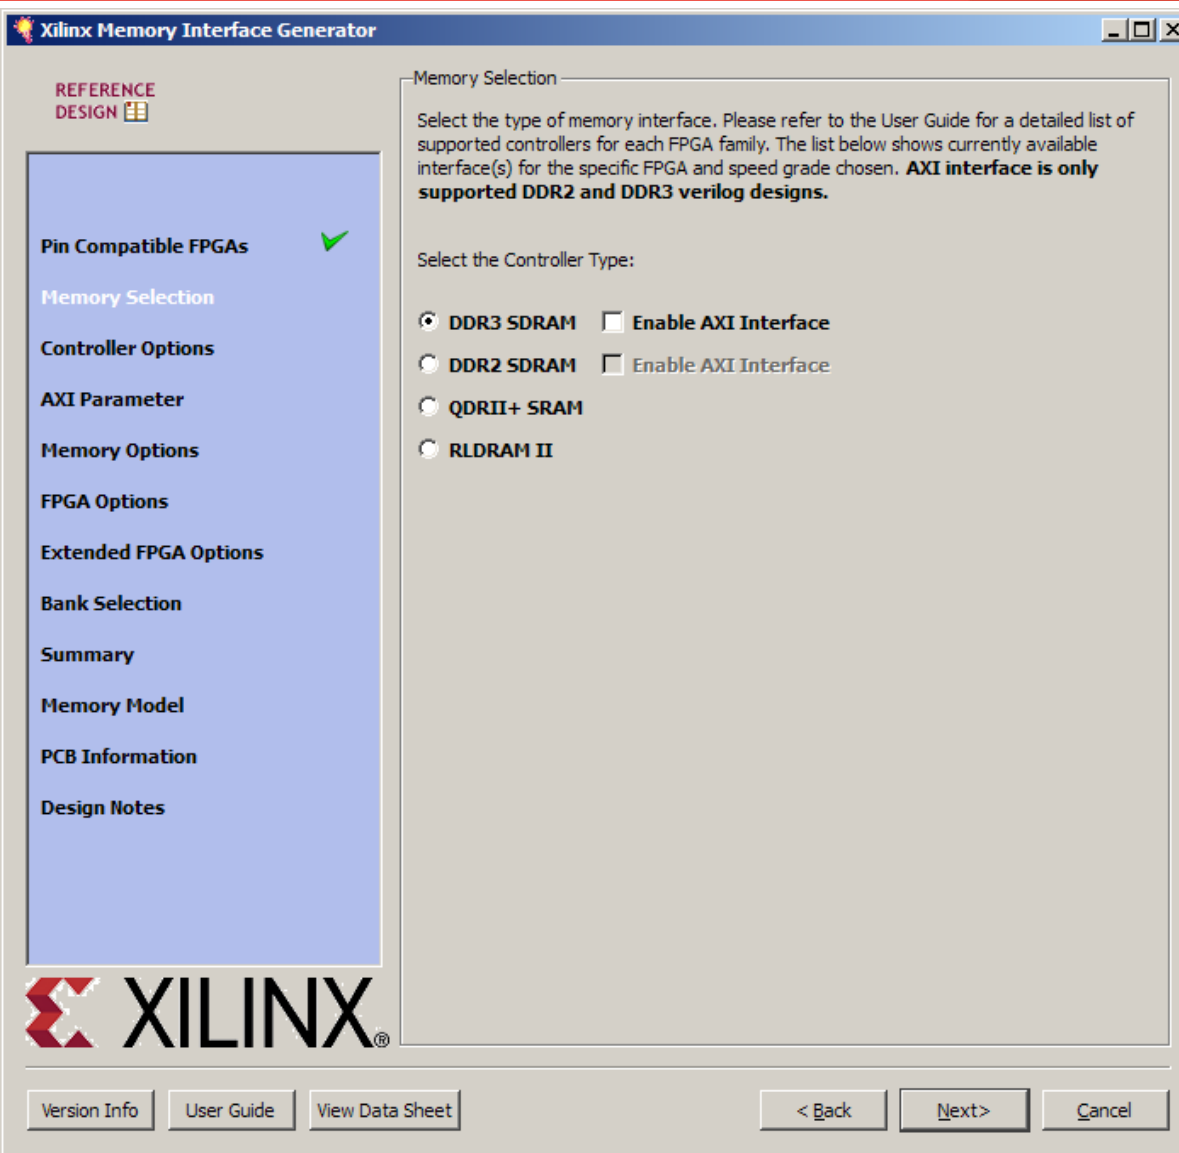 Xilinx Memory Interface Generator
REFERENCE
DESIGN
Pin Compatible FPGAs
Memory Selection
Controller Options
AXI Parameter
Memory Options
FPGA Options
Extended FPGA Options
Bank Selection
Summary
Memory Model
PCB Information
Design Notes
XILINX®
Memory Selection
Select the type of memory interface. Please refer to the User Guide for a detailed list of
supported controllers for each FPGA family. The list below shows currently available
interface(s) for the specific FPGA and speed grade chosen. AXI interface is only
supported DDR2 and DDR3 verilog designs.
Select the Controller Type:
DDR3 SDRAM Enable AXI Interface
DDR2 SDRAM Enable AXI Interface
QDRII+ SRAM
RLDRAM II
Version Info User Guide View Data Sheet < Back Next> Cancel